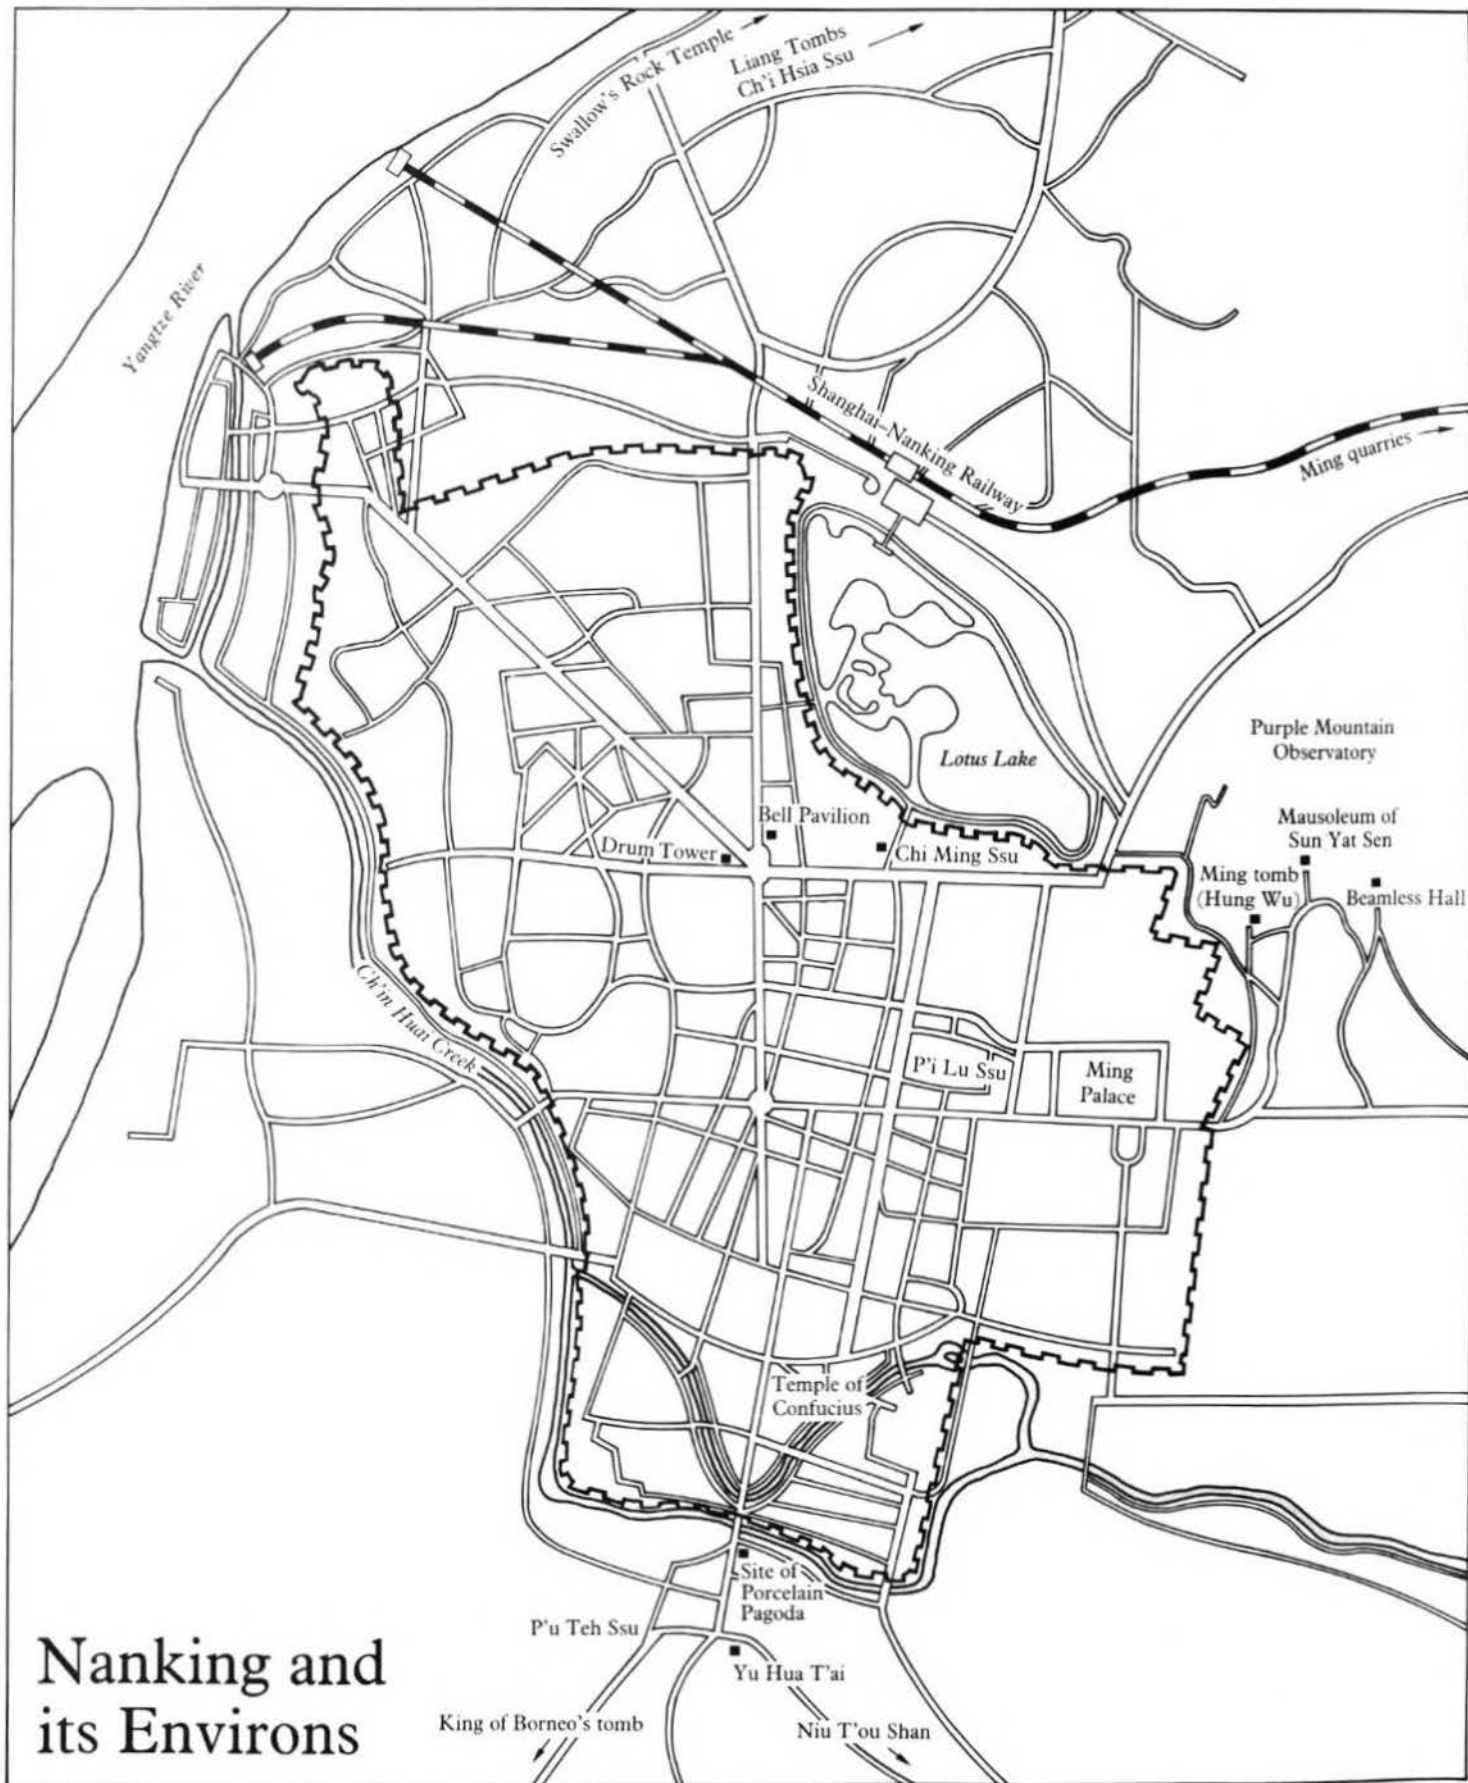 Swallow's Rock Temple
Liang Tombs
Ch'i Hsia Ssu
Yangtze River
Shanghai–Nanking Railway
Ming quarries
Purple Mountain
Observatory
Lotus Lake
Mausoleum of
Sun Yat Sen
Bell Pavilion
Drum Tower
Chi Ming Ssu
Ming tomb
(Hung Wu)
Beamless Hall
Ch'in Huai Creek
P'i Lu Ssu
Ming
Palace
Temple of
Confucius
Site of
Porcelain
Pagoda
P'u Teh Ssu
Yu Hua T'ai
King of Borneo's tomb
Niu T'ou Shan
Nanking and
its Environs